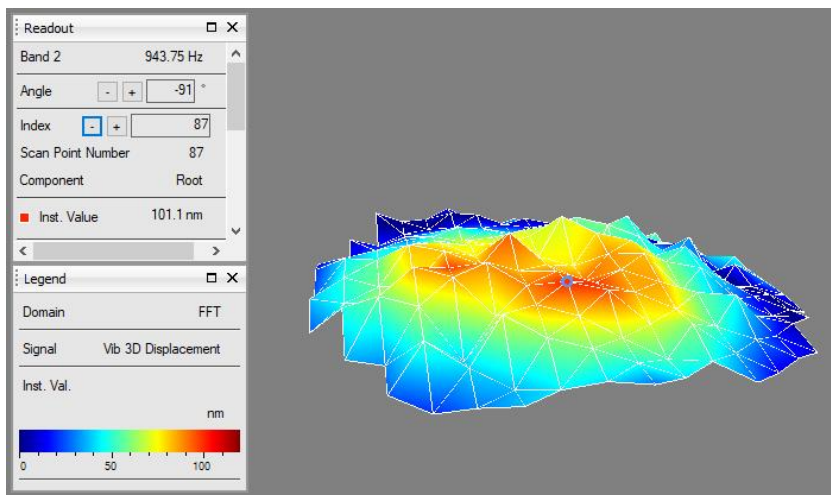 Readout
Band 2 943.75 Hz
Angle - + -91 °
Index - + 87
Scan Point Number 87
Component Root
Inst. Value 101.1 nm
Legend
Domain FFT
Signal Vib 3D Displacement
Inst. Val.
nm
0 50 100